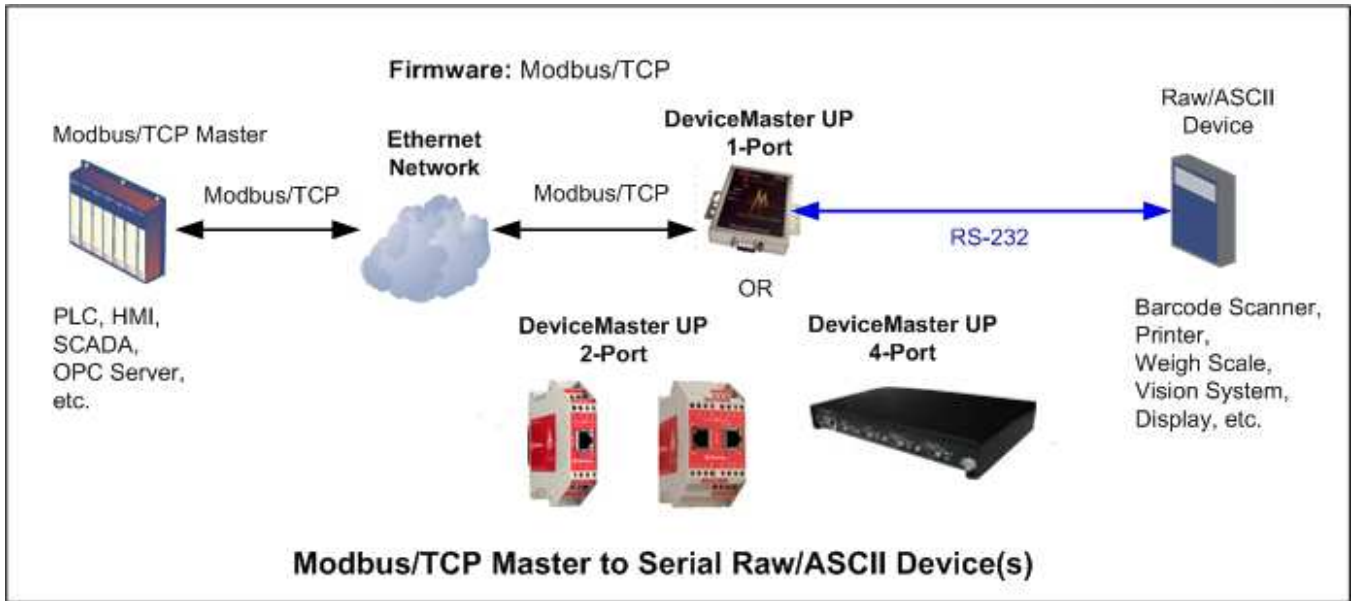 Firmware: Modbus/TCP
Modbus/TCP Master
Modbus/TCP
Ethernet
Network
Modbus/TCP
DeviceMaster UP
1-Port
RS-232
Raw/ASCII
Device
PLC, HMI,
SCADA,
OPC Server,
etc.
OR
DeviceMaster UP
2-Port
DeviceMaster UP
4-Port
Barcode Scanner,
Printer,
Weigh Scale,
Vision System,
Display, etc.
Modbus/TCP Master to Serial Raw/ASCII Device(s)